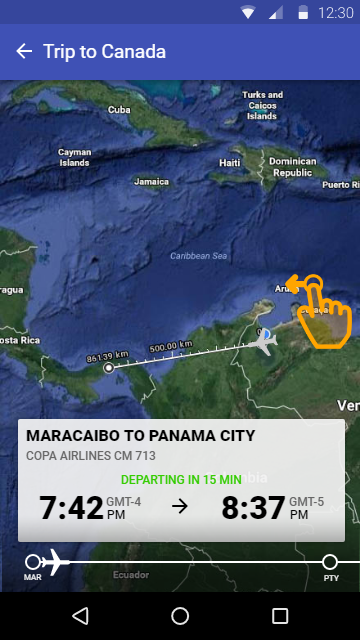 12:30
Trip to Canada
Cuba
Turks and
Caicos
Islands
Cayman
Islands
Haiti
Dominican
Republic
Jamaica
Puerto Ri
Caribbean Sea
Aru
ragua
osta Rica
861.39 km
500.00 km
Ven
MARACAIBO TO PANAMA CITY
COPA AIRLINES CM 713
DEPARTING IN 15 MIN
7:42 GMT-4 PM
8:37 GMT-5 PM
MAR
PTY
Ecuador